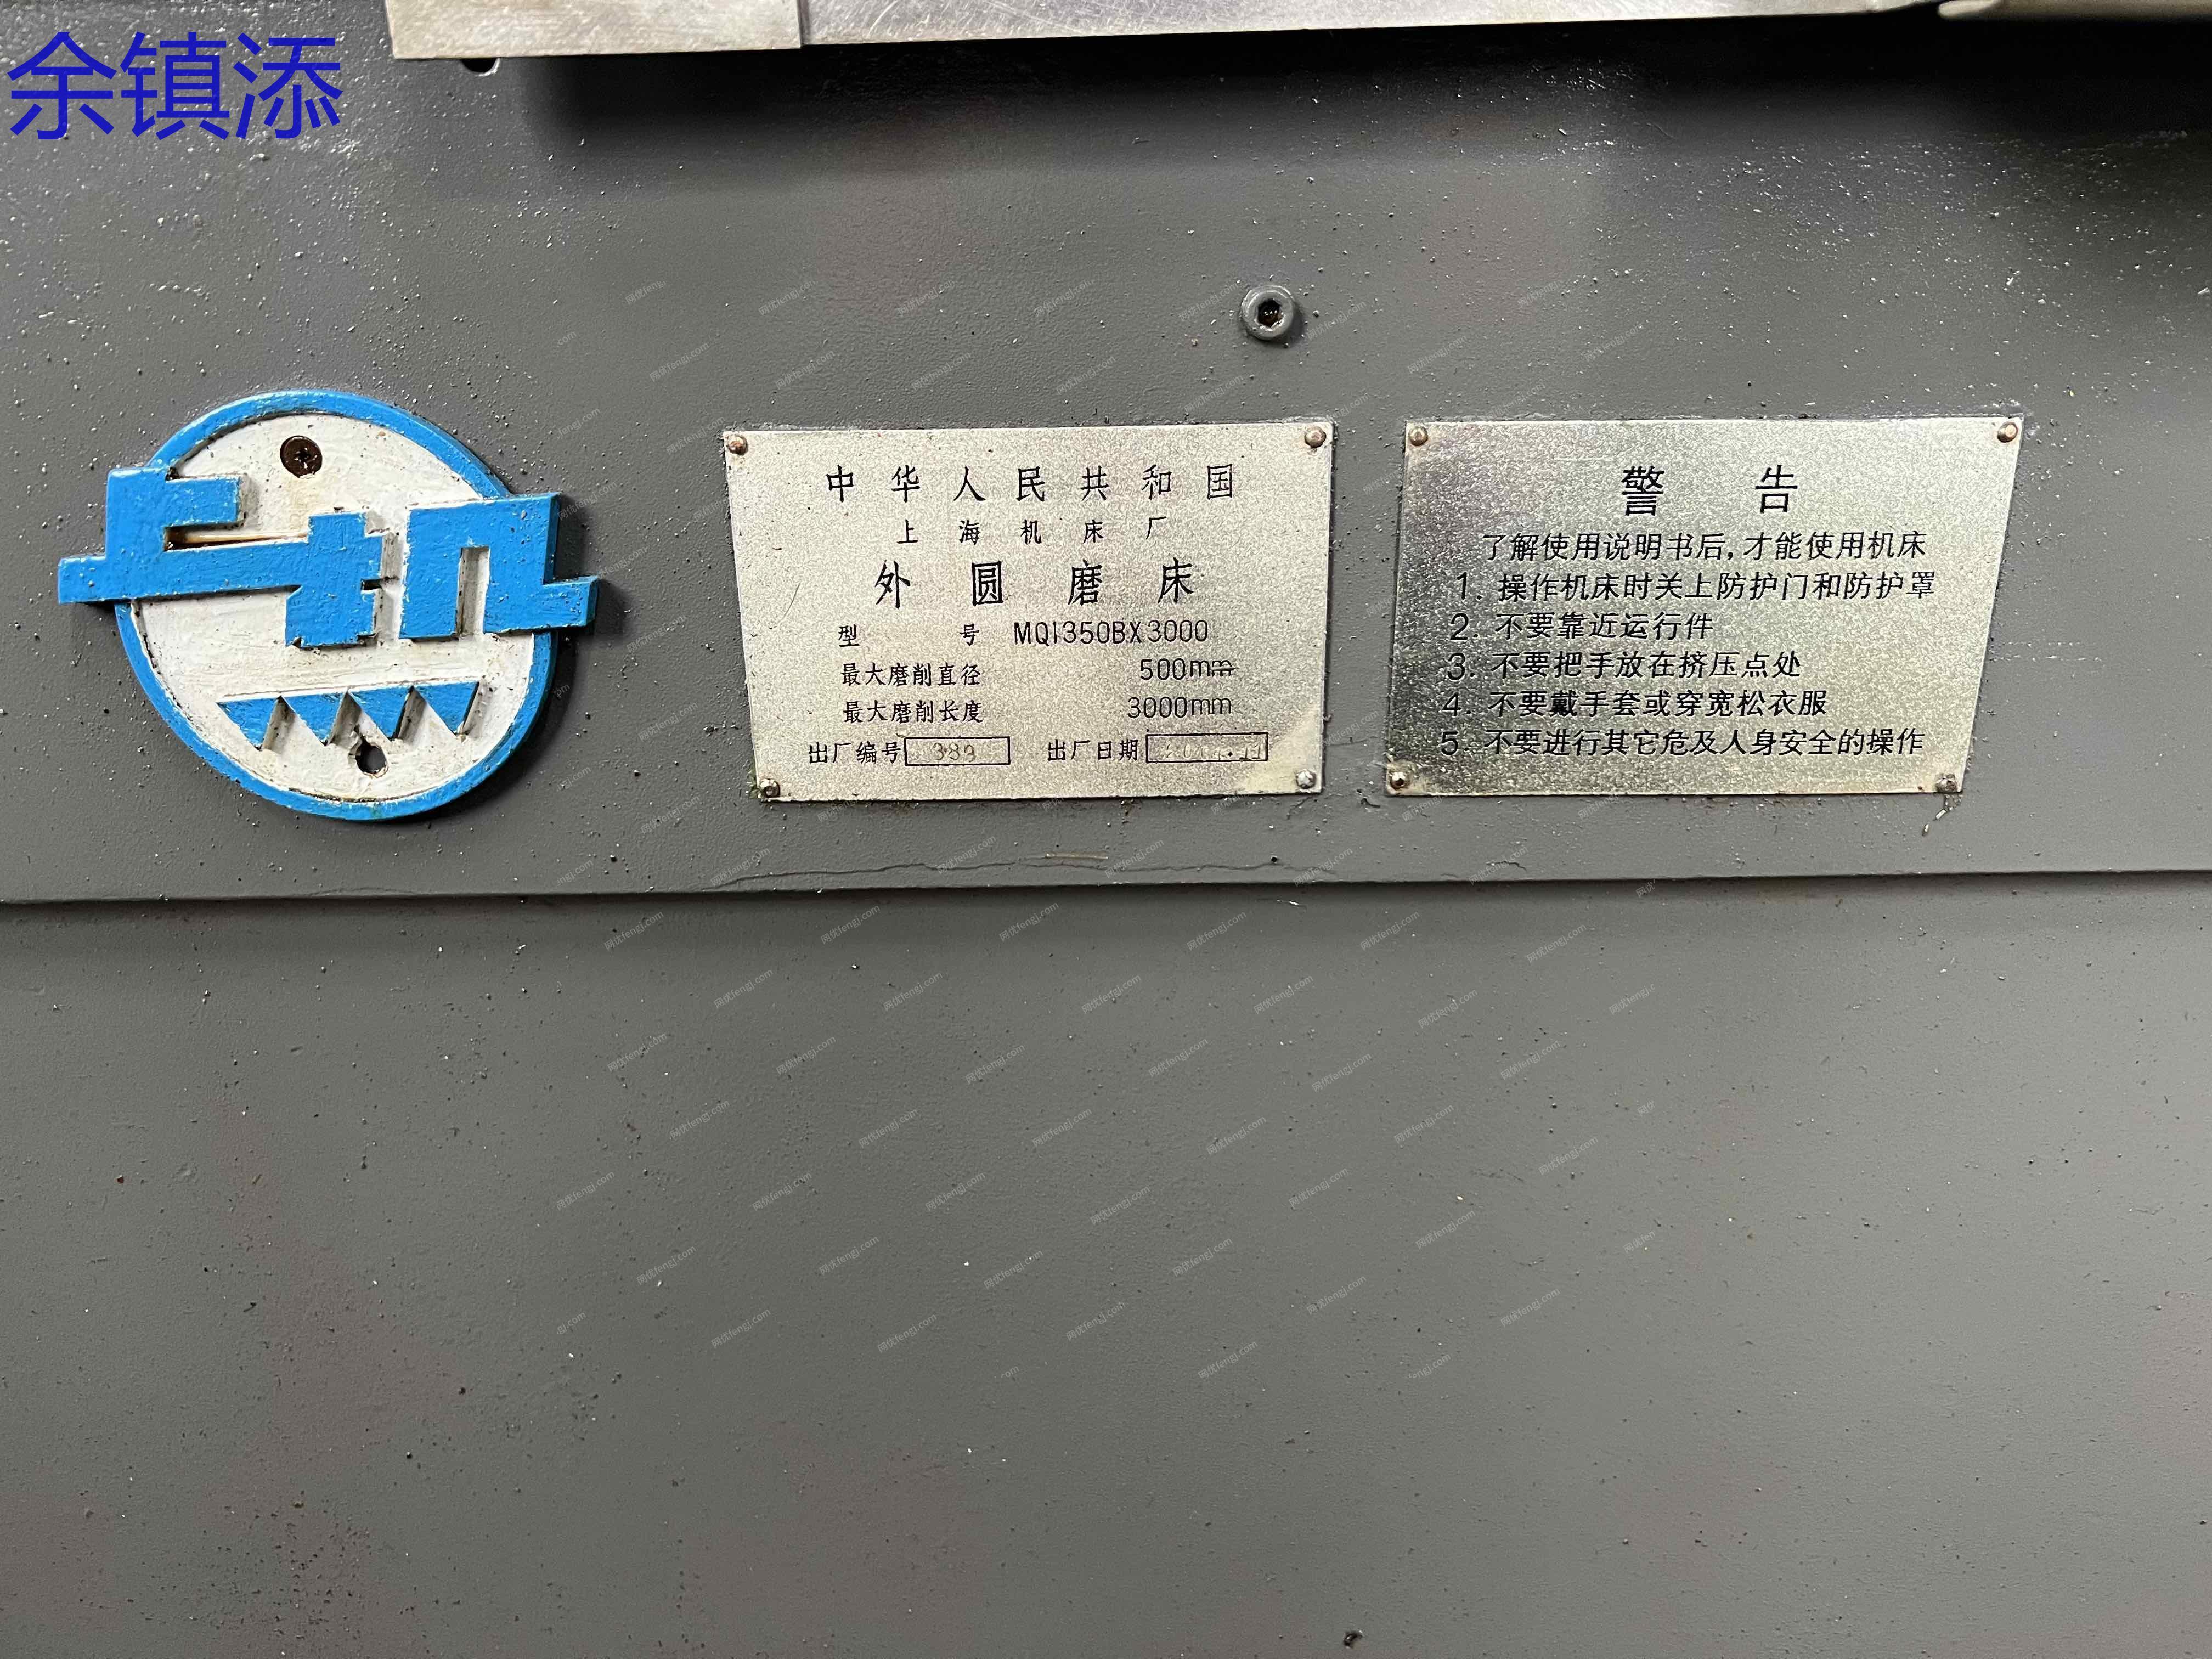 余镇添
上机
中华人民共和国
上海机床厂
外圆磨床
型号 MQ1350BX3000
最大磨削直径 500mm
最大磨削长度 3000mm
出厂编号 389 出厂日期
警告
了解使用说明书后,才能使用机床
1. 操作机床时关上防护门和防护罩
2. 不要靠近运行件
3. 不要把手放在挤压点处
4. 不要戴手套或穿宽松衣服
5. 不要进行其它危及人身安全的操作